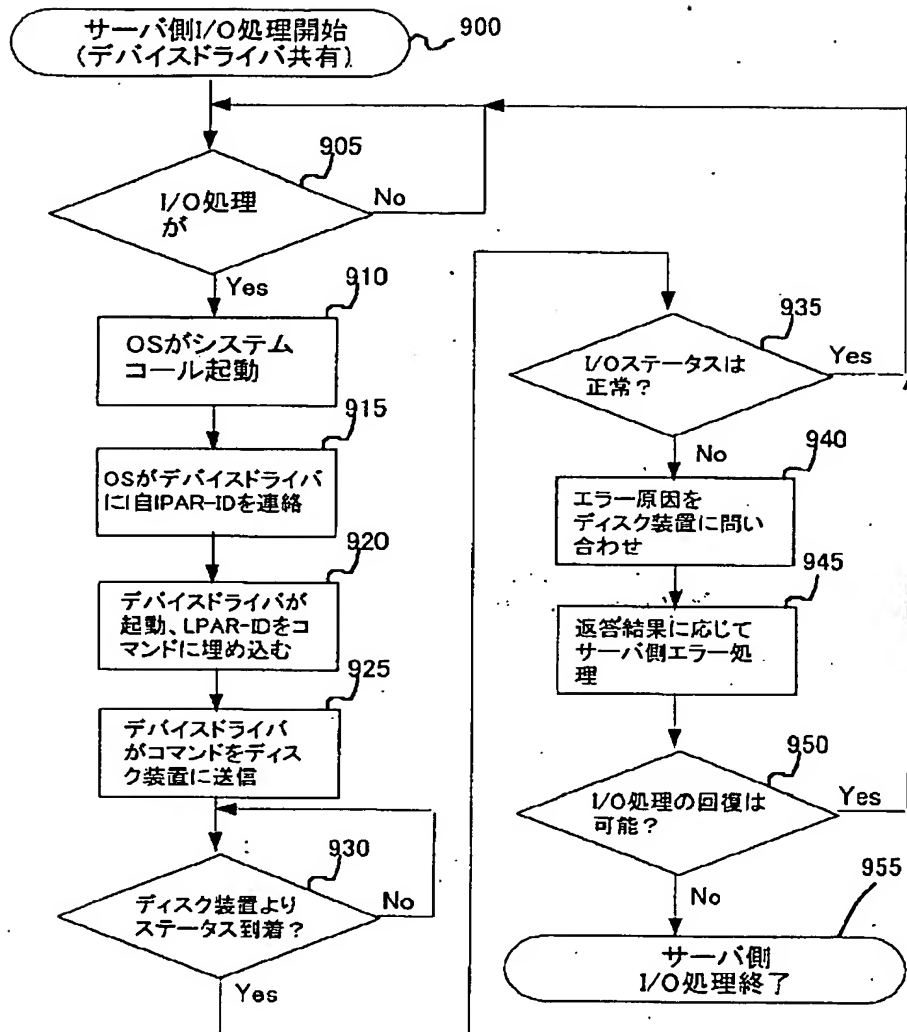 サーバ側I/O処理開始
(デバイスドライバ共有)
900
905
I/O処理
が
No
Yes
910
OSがシステム
コール起動
915
OSがデバイスドライバ
に自lPAR-IDを連絡
920
デバイスドライバが
起動、LPAR-IDをコ
マンドに埋め込む
925
デバイスドライバ
がコマンドをディス
ク装置に送信
930
ディスク装置より
ステータス到着?
No
Yes
935
I/Oステータスは
正常?
Yes
No
940
エラー原因を
ディスク装置に問い
合わせ
945
返答結果に応じて
サーバ側エラー処
理
950
I/O処理の回復は
可能?
Yes
No
955
サーバ側
I/O処理終了